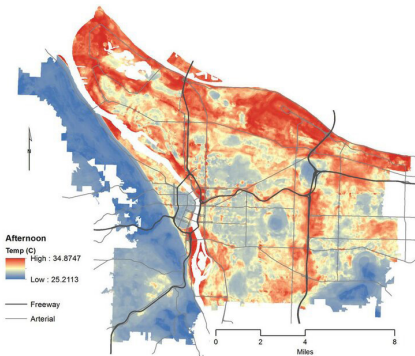 N
Afternoon
Temp (C)
High : 34.8747
Low : 25.2113
Freeway
Arterial
0 2 4 8
Miles